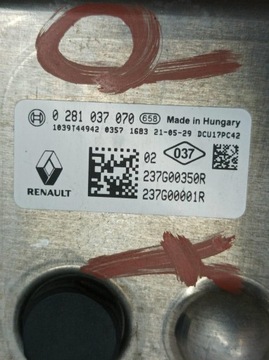 0 281 037 070 658 Made in Hungary
1039T44942 0357 1683 21-05-29 DCU17PC42
02 037
RENAULT 237G00350R
237G00001R